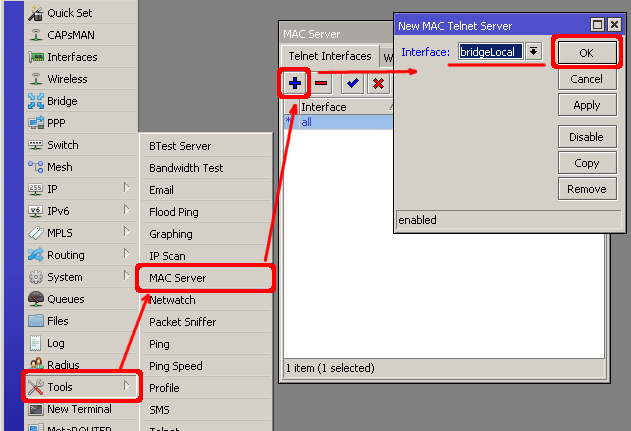 Quick Set
CAPsMAN
Interfaces
Wireless
Bridge
PPP
Switch
Mesh
IP
IPv6
MPLS
Routing
System
Queues
Files
Log
Radius
Tools
New Terminal
MetaROUTER
BTest Server
Bandwidth Test
Email
Flood Ping
Graphing
IP Scan
MAC Server
Netwatch
Packet Sniffer
Ping
Ping Speed
Profile
SMS
Telnet
MAC Server
Telnet Interfaces
Interface
* all
1 item (1 selected)
New MAC Telnet Server
Interface: bridgeLocal
OK
Cancel
Apply
Disable
Copy
Remove
enabled